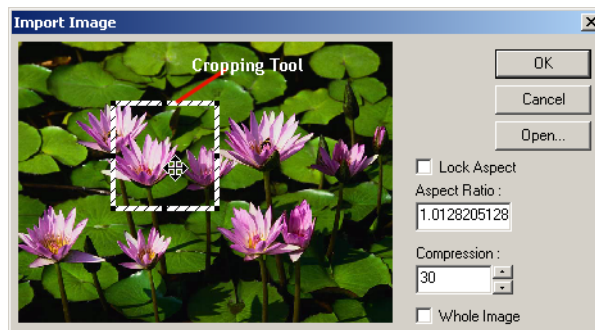 Import Image
Cropping Tool
OK
Cancel
Open...
Lock Aspect
Aspect Ratio :
1.0128205128
Compression :
30
Whole Image